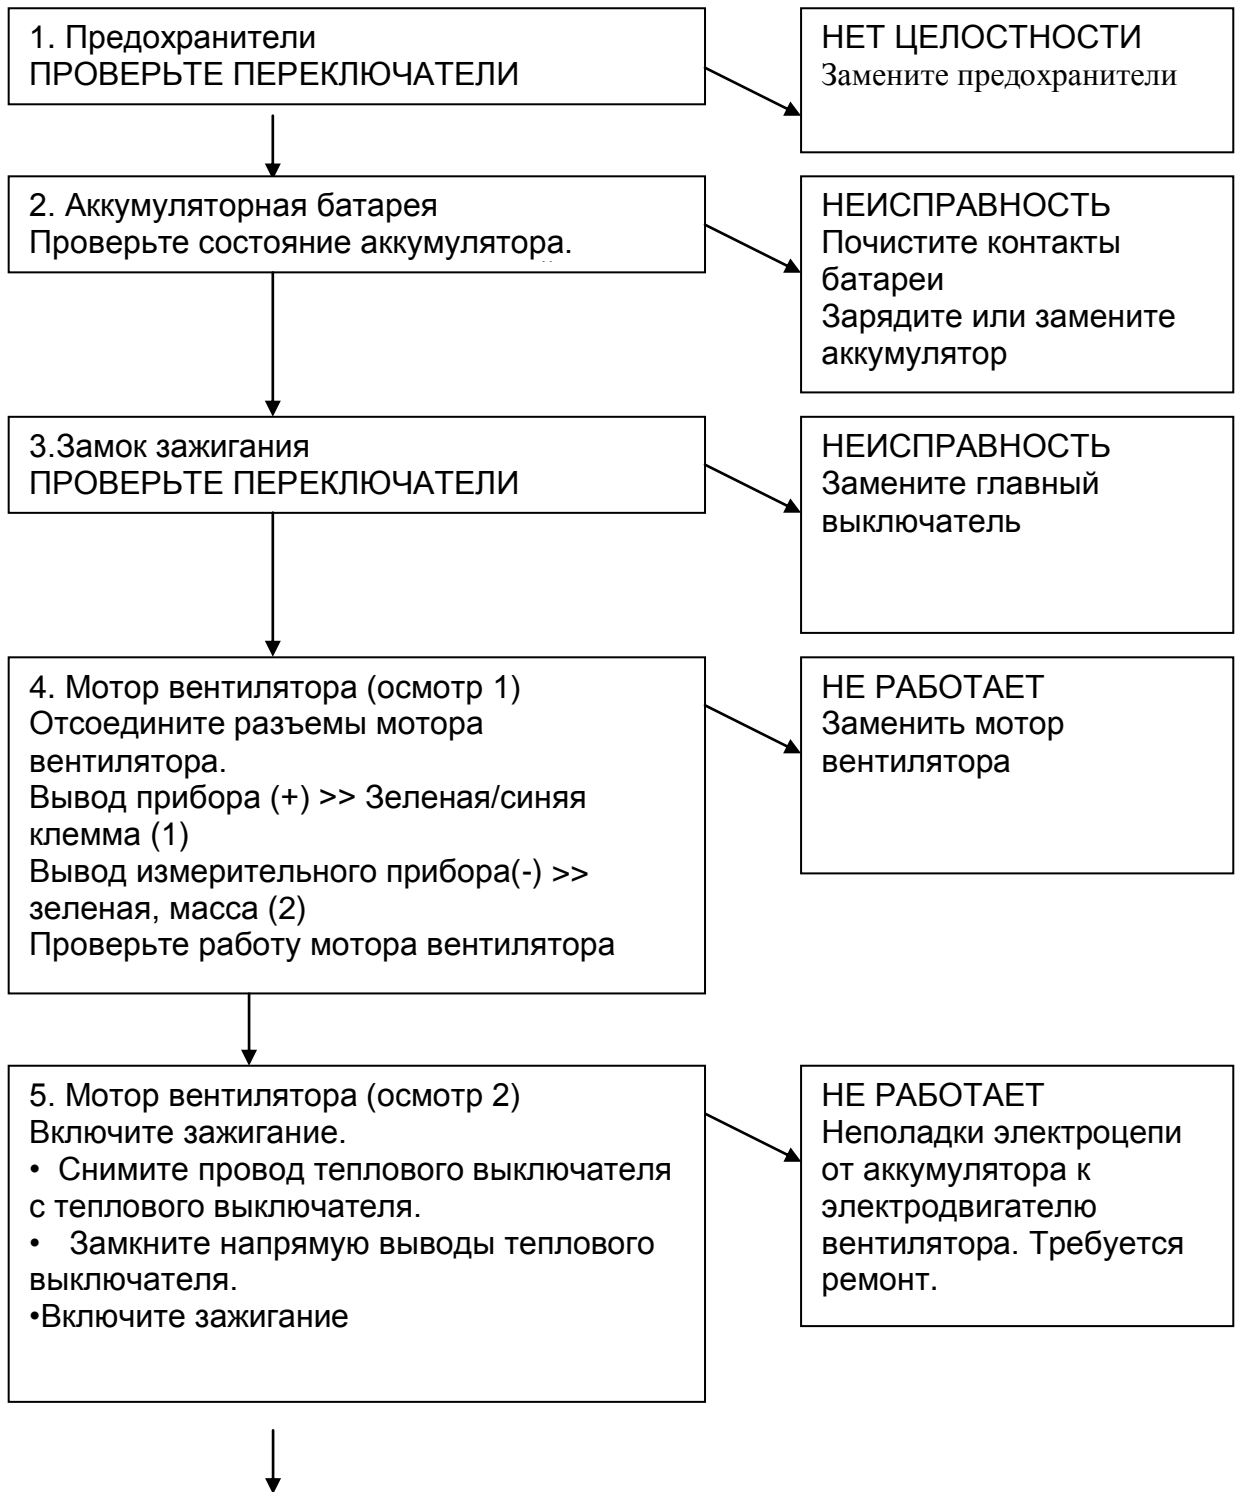 1. Предохранители
ПРОВЕРЬТЕ ПЕРЕКЛЮЧАТЕЛИ
НЕТ ЦЕЛОСТНОСТИ
Замените предохранители
2. Аккумуляторная батарея
Проверьте состояние аккумулятора.
НЕИСПРАВНОСТЬ
Почистите контакты
батареи
Зарядите или замените
аккумулятор
3.Замок зажигания
ПРОВЕРЬТЕ ПЕРЕКЛЮЧАТЕЛИ
НЕИСПРАВНОСТЬ
Замените главный
выключатель
4. Мотор вентилятора (осмотр 1)
Отсоедините разъемы мотора
вентилятора.
Вывод прибора (+) >> Зеленая/синяя
клемма (1)
Вывод измерительного прибора(-) >>
зеленая, масса (2)
Проверьте работу мотора вентилятора
НЕ РАБОТАЕТ
Заменить мотор
вентилятора
5. Мотор вентилятора (осмотр 2)
Включите зажигание.
• Снимите провод теплового выключателя
с теплового выключателя.
• Замкните напрямую выводы теплового
выключателя.
•Включите зажигание
НЕ РАБОТАЕТ
Неполадки электроцепи
от аккумулятора к
электродвигателю
вентилятора. Требуется
ремонт.